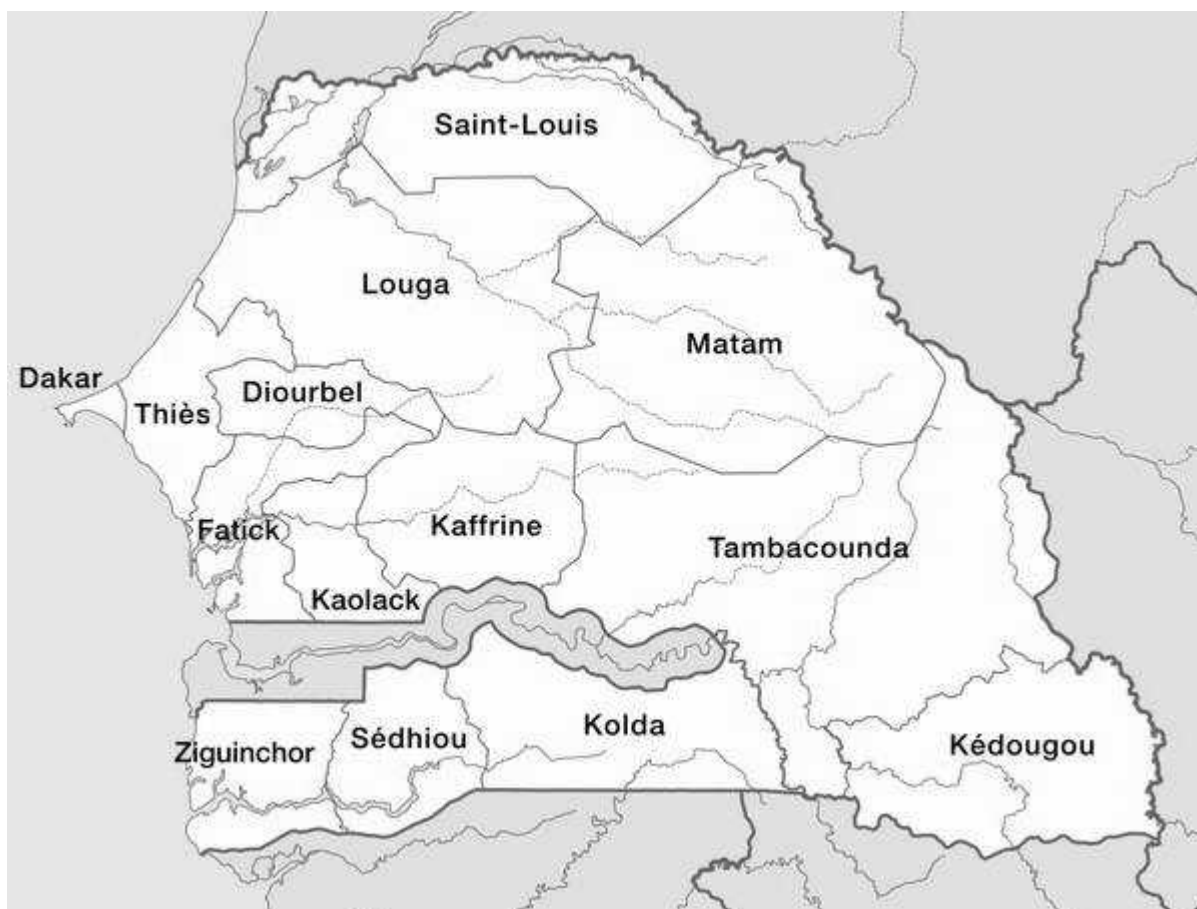 Saint-Louis
Louga
Matam
Dakar
Diourbel
Thiès
Fatick
Kaffrine
Tambacounda
Kaolack
Kolda
Sédhiou
Ziguinchor
Kédougou